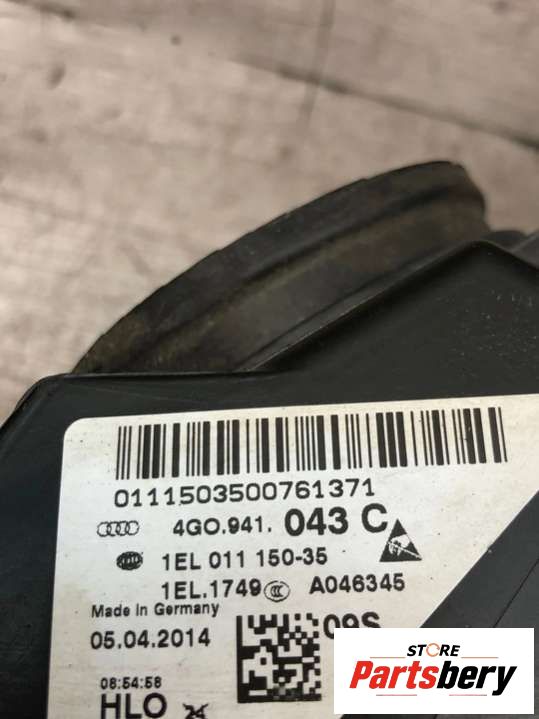 0111503500761371
4G0.941. 043 C
1EL 011 150-35
1EL.1749 CCC A046345
Made in Germany
05.04.2014 09S
08:54:58
HLO
STORE
Partsbery